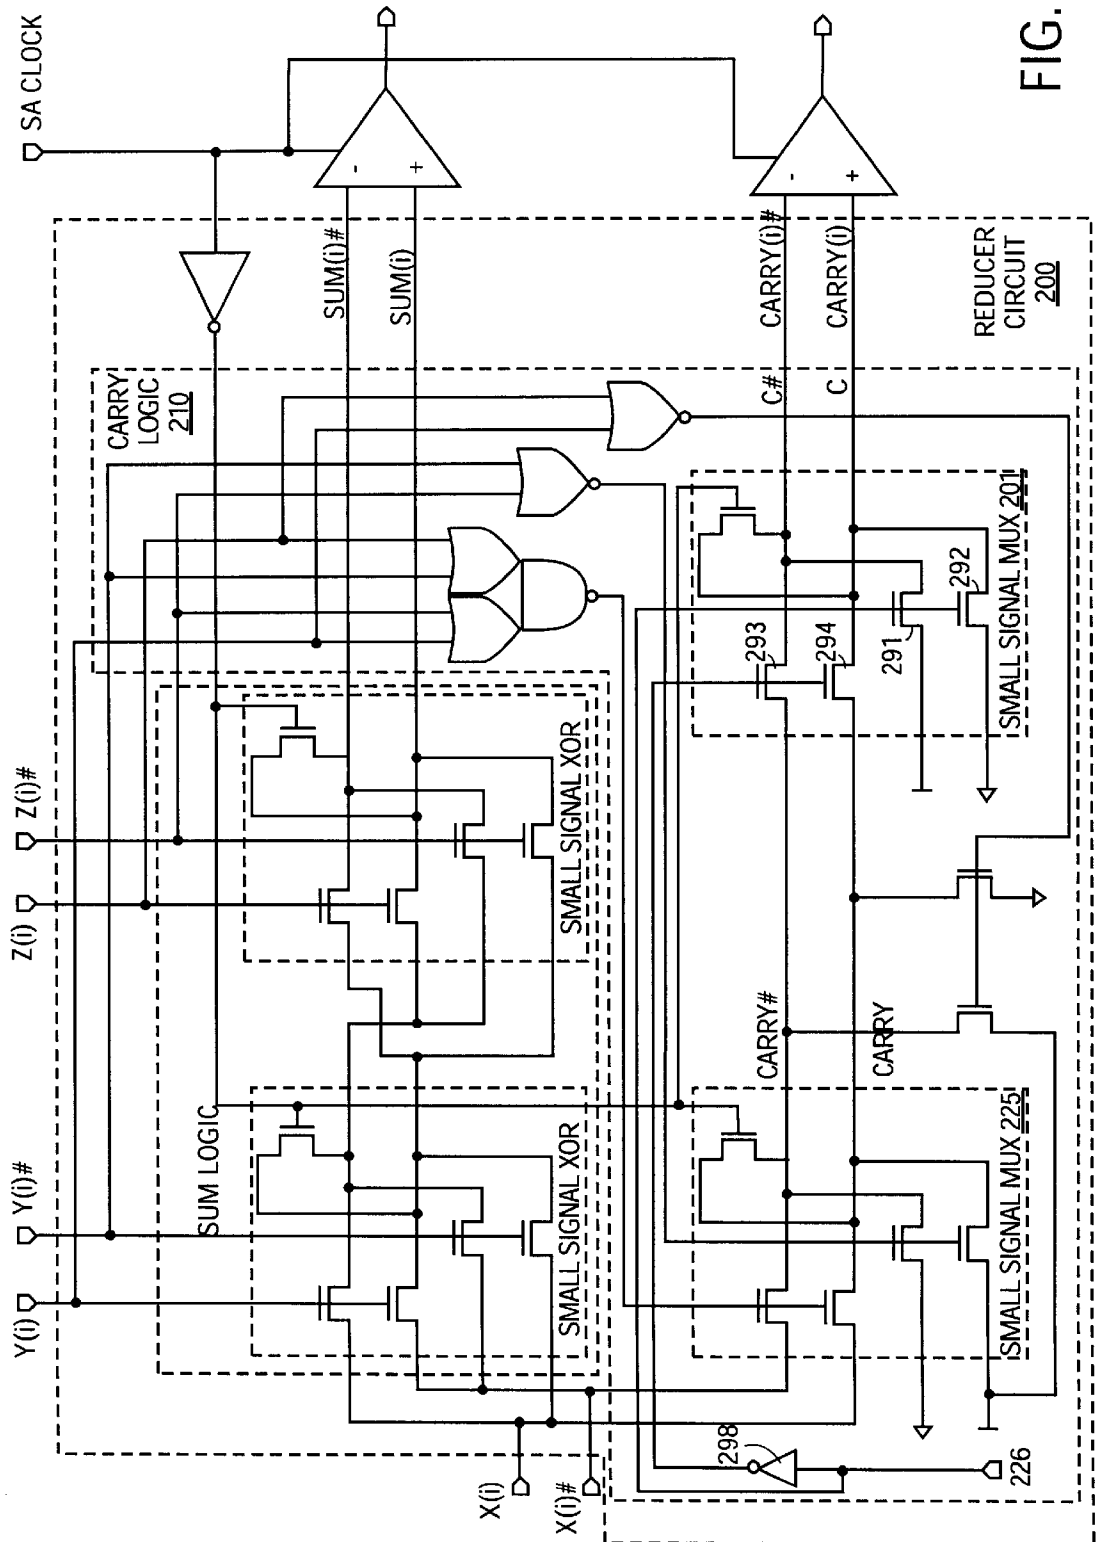 SA CLOCK
FIG.
-
+
-
+
SUM(i)#
SUM(i)
CARRY(i)#
CARRY(i)
REDUCER
CIRCUIT
200
CARRY
LOGIC
210
C#
C
Z(i)#
Z(i)
Y(i)#
Y(i)
X(i)
X(i)#
SUM LOGIC
SMALL SIGNAL XOR
SMALL SIGNAL XOR
293
294
291
292
SMALL SIGNAL MUX 201
CARRY#
CARRY
SMALL SIGNAL MUX 225
298
226